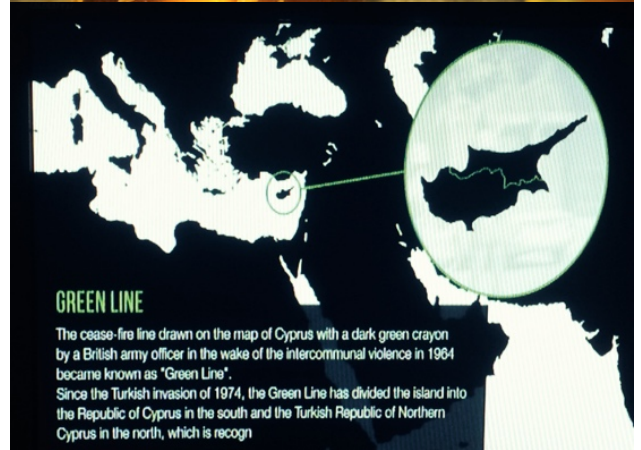 GREEN LINE
The cease-fire line drawn on the map of Cyprus with a dark green crayon
by a British army officer in the wake of the intercommunal violence in 1964
became known as "Green Line".
Since the Turkish invasion of 1974, the Green Line has divided the island into
the Republic of Cyprus in the south and the Turkish Republic of Northern
Cyprus in the north, which is recogn